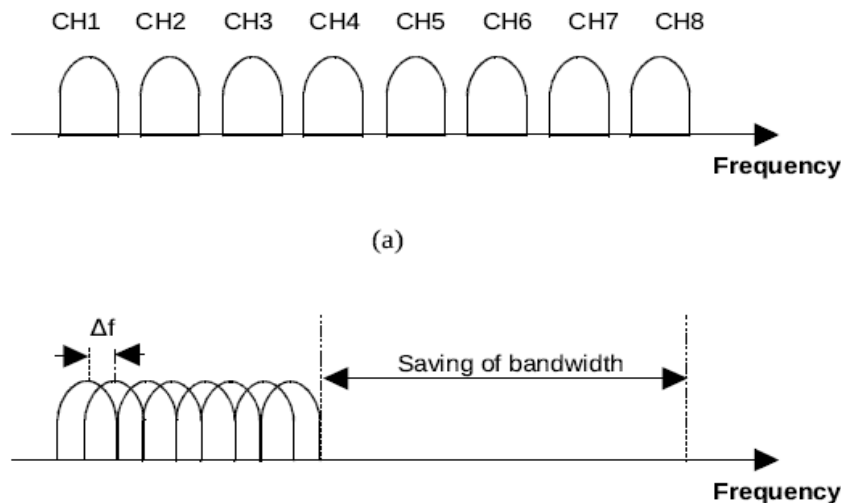 CH1 CH2 CH3 CH4 CH5 CH6 CH7 CH8
Frequency
(a)
Δf
Saving of bandwidth
Frequency